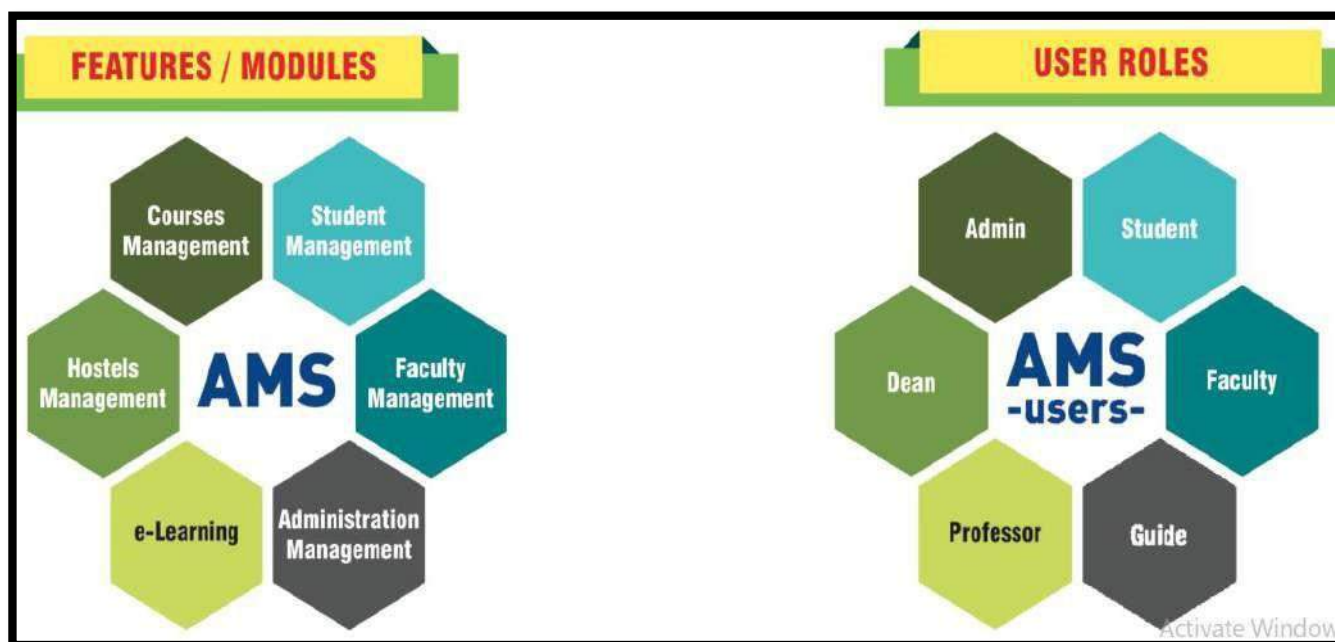 FEATURES / MODULES
Courses
Management
Student
Management
Hostels
Management
AMS
Faculty
Management
e-Learning
Administration
Management
USER ROLES
Admin
Student
Dean
AMS
-users-
Faculty
Professor
Guide
Activate Window